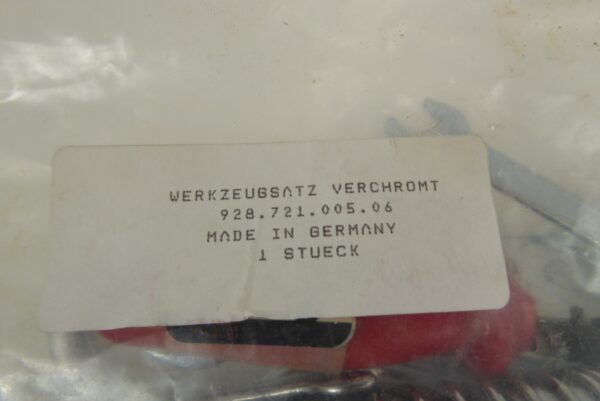 WERKZEUGSATZ VERCHROMT
928.721.005.06
MADE IN GERMANY
1 STUECK